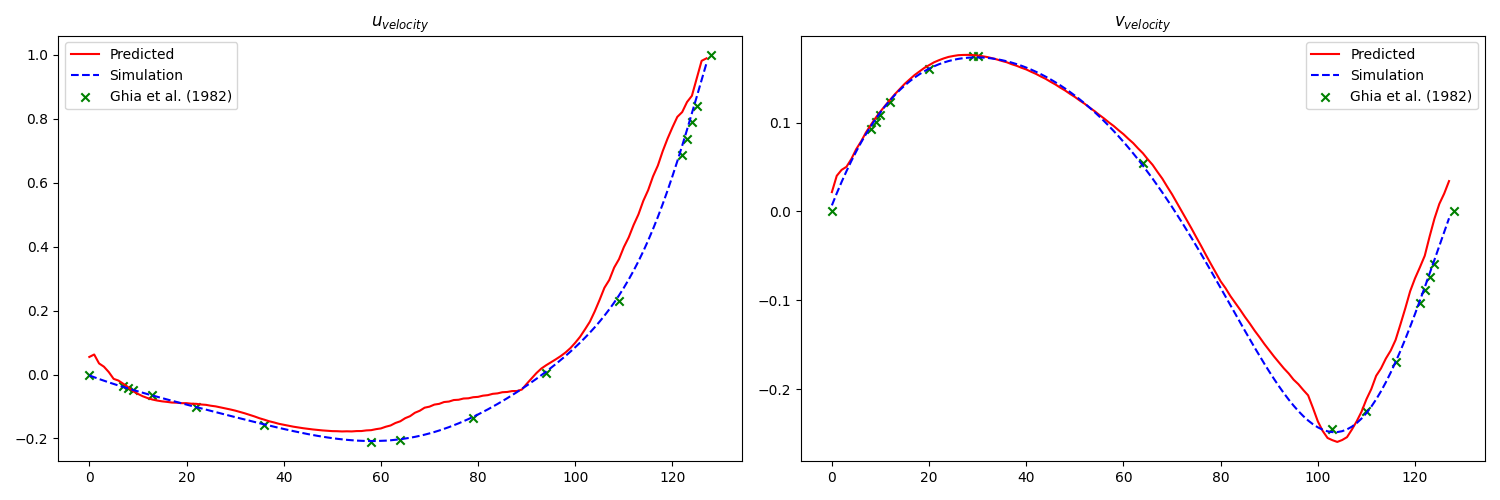 u_velocity
Predicted
Simulation
Ghia et al. (1982)
1.0
0.8
0.6
0.4
0.2
0.0
−0.2
0 20 40 60 80 100 120
v_velocity
Predicted
Simulation
Ghia et al. (1982)
0.1
0.0
−0.1
−0.2
0 20 40 60 80 100 120